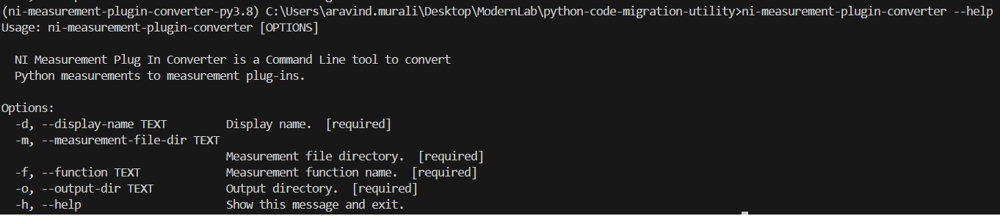 (ni-measurement-plugin-converter-py3.8) C:\Users\aravind.murali\Desktop\ModernLab\python-code-migration-utility>ni-measurement-plugin-converter --help
Usage: ni-measurement-plugin-converter [OPTIONS]
NI Measurement Plug In Converter is a Command Line tool to convert
Python measurements to measurement plug-ins.
Options:
-d, --display-name TEXT Display name. [required]
-m, --measurement-file-dir TEXT
Measurement file directory. [required]
-f, --function TEXT Measurement function name. [required]
-o, --output-dir TEXT Output directory. [required]
-h, --help Show this message and exit.